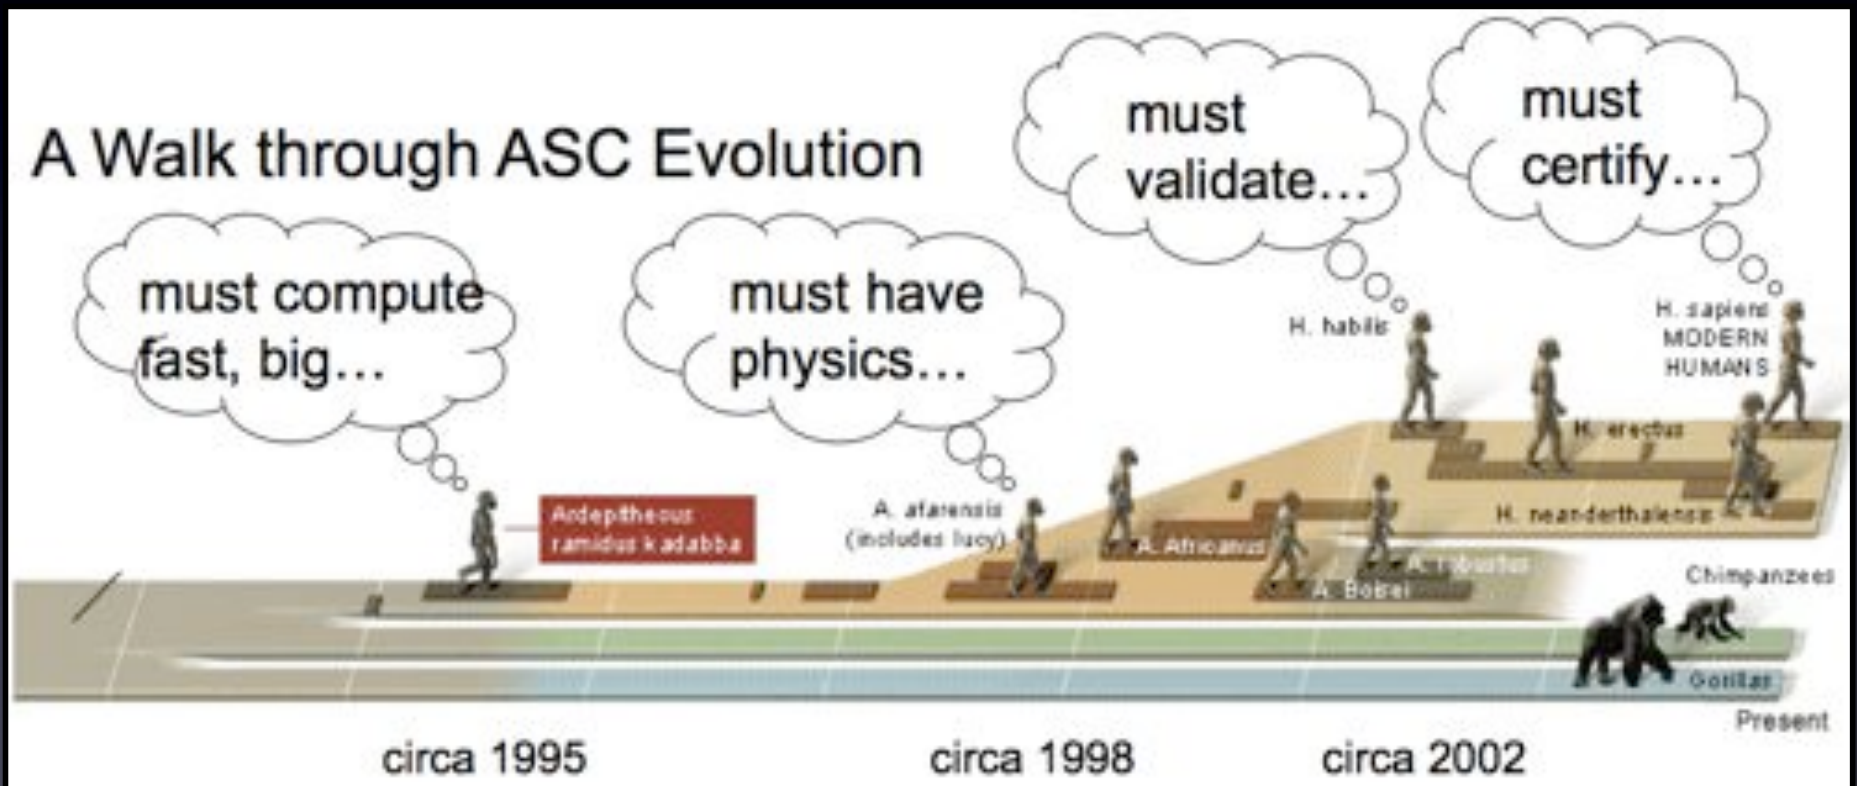 A Walk through ASC Evolution
must compute
fast, big...
must have
physics...
must
validate...
must
certify...
Ardepitheous
ramidus kadabba
A. afarensis
(includes lucy)
A. Africanus
A. Boisei
A. robustus
H. habilis
H. erectus
H. sapiens
MODERN
HUMANS
H. neanderthalensis
Chimpanzees
Gorillas
Present
circa 1995
circa 1998
circa 2002